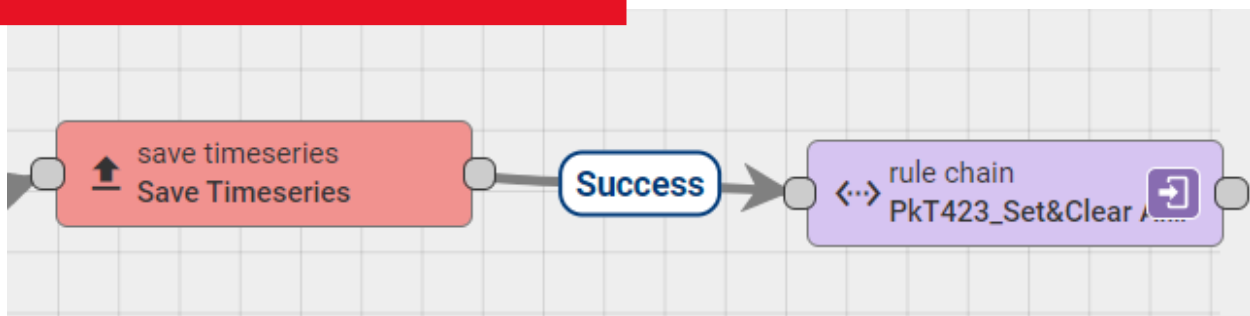 save timeseries
Save Timeseries
Success
rule chain
PkT423_Set&Clear